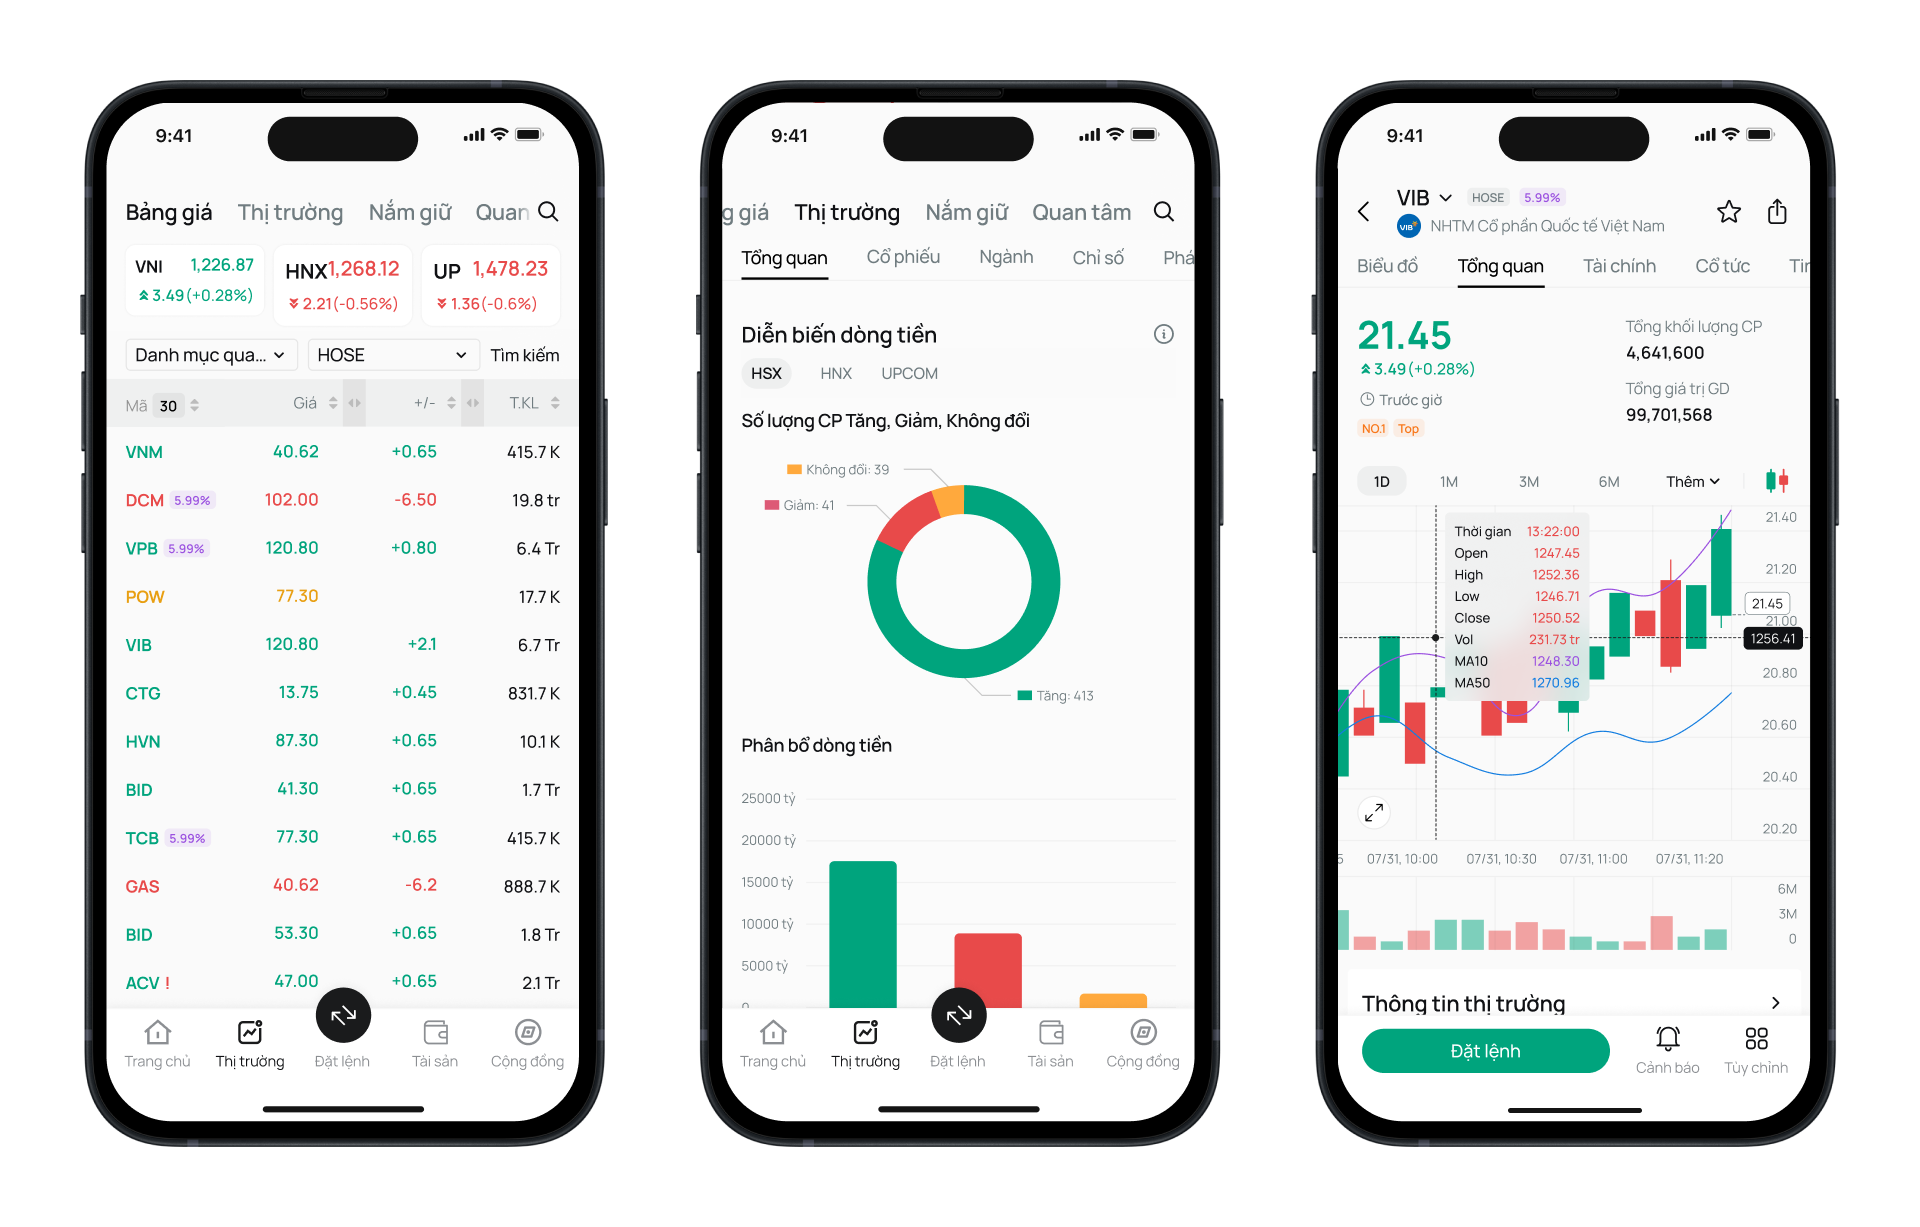 9:41
Bảng giá Thị trường Nắm giữ Quan
VNI 1,226.87
3.49 (+0.28%)
HNX 1,268.12
2.21 (-0.56%)
UP 1,478.23
1.36 (-0.6%)
Danh mục qua... HOSE Tìm kiếm
Mã 30 Giá +/- T.KL
VNM 40.62 +0.65 415.7 K
DCM 5.99% 102.00 -6.50 19.8 tr
VPB 5.99% 120.80 +0.80 6.4 Tr
POW 77.30 17.7 K
VIB 120.80 +2.1 6.7 Tr
CTG 13.75 +0.45 831.7 K
HVN 87.30 +0.65 10.1 K
BID 41.30 +0.65 1.7 Tr
TCB 5.99% 77.30 +0.65 415.7 K
GAS 40.62 -6.2 888.7 K
BID 53.30 +0.65 1.8 Tr
ACV ! 47.00 +0.65 2.1 Tr
Trang chủ Thị trường Đặt lệnh Tài sản Cộng đồng
9:41
g giá Thị trường Nắm giữ Quan tâm
Tổng quan Cổ phiếu Ngành Chỉ số Phá
Diễn biến dòng tiền
HSX HNX UPCOM
Số lượng CP Tăng, Giảm, Không đổi
Không đổi: 39
Giảm: 41
Tăng: 413
Phân bổ dòng tiền
25000 tỷ
20000 tỷ
15000 tỷ
10000 tỷ
5000 tỷ
0
Trang chủ Thị trường Đặt lệnh Tài sản Cộng đồng
9:41
VIB HOSE 5.99%
VIB NHTM Cổ phần Quốc tế Việt Nam
Biểu đồ Tổng quan Tài chính Cổ tức Tin
21.45
3.49 (+0.28%)
Trước giờ
NO.1 Top
Tổng khối lượng CP
4,641,600
Tổng giá trị GD
99,701,568
1D 1M 3M 6M Thêm
Thời gian 13:22:00
Open 1247.45
High 1252.36
Low 1246.71
Close 1250.52
Vol 231.73 tr
MA10 1248.30
MA50 1270.96
21.40
21.20
21.45
21.00
1256.41
20.80
20.60
20.40
20.20
5 07/31, 10:00 07/31, 10:30 07/31, 11:00 07/31, 11:20
6M
3M
0
Thông tin thị trường
Đặt lệnh Cảnh báo Tùy chỉnh